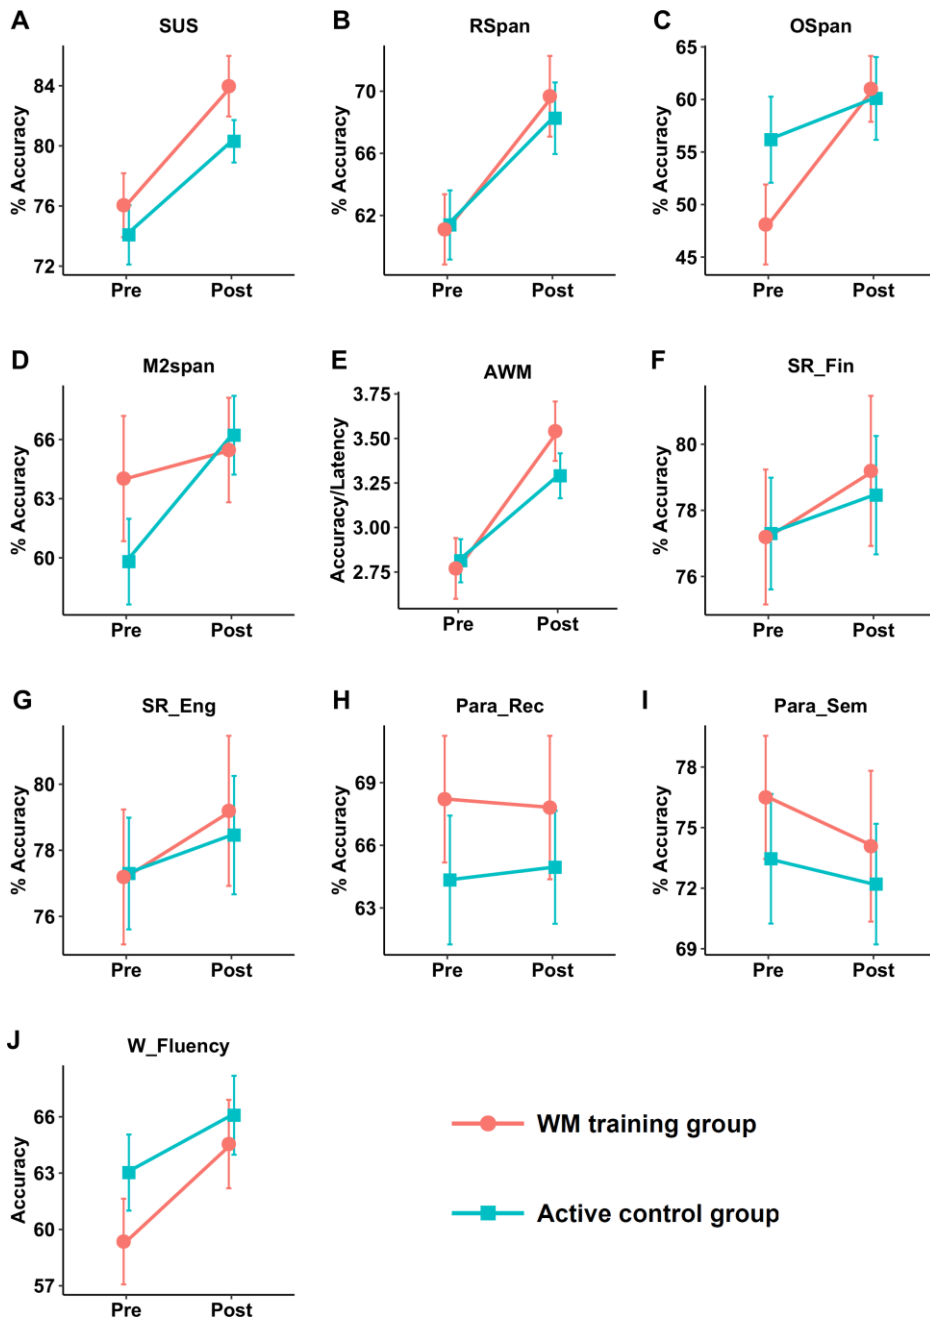 A
SUS
% Accuracy
84
80
76
72
Pre Post
B
RSpan
% Accuracy
70
66
62
Pre Post
C
OSpan
% Accuracy
65
60
55
50
45
Pre Post
D
M2span
% Accuracy
66
63
60
Pre Post
E
AWM
Accuracy/Latency
3.75
3.50
3.25
3.00
2.75
Pre Post
F
SR_Fin
% Accuracy
80
78
76
Pre Post
G
SR_Eng
% Accuracy
80
78
76
Pre Post
H
Para_Rec
% Accuracy
69
66
63
Pre Post
I
Para_Sem
% Accuracy
78
75
72
69
Pre Post
J
W_Fluency
Accuracy
66
63
60
57
Pre Post
WM training group
Active control group